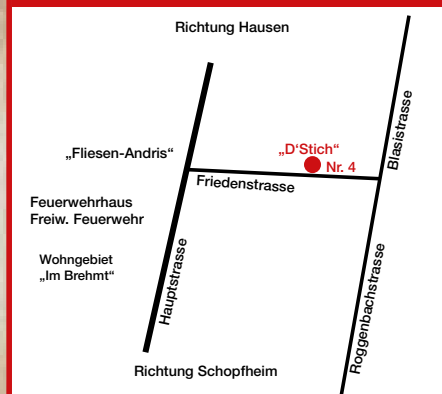 Richtung Hausen
„Fliesen-Andris“
„D‘Stich“
Nr. 4
Blasistrasse
Friedenstrasse
Feuerwehrhaus
Freiw. Feuerwehr
Wohngebiet
„Im Brehmt“
Hauptstrasse
Roggenbachstrasse
Richtung Schopfheim